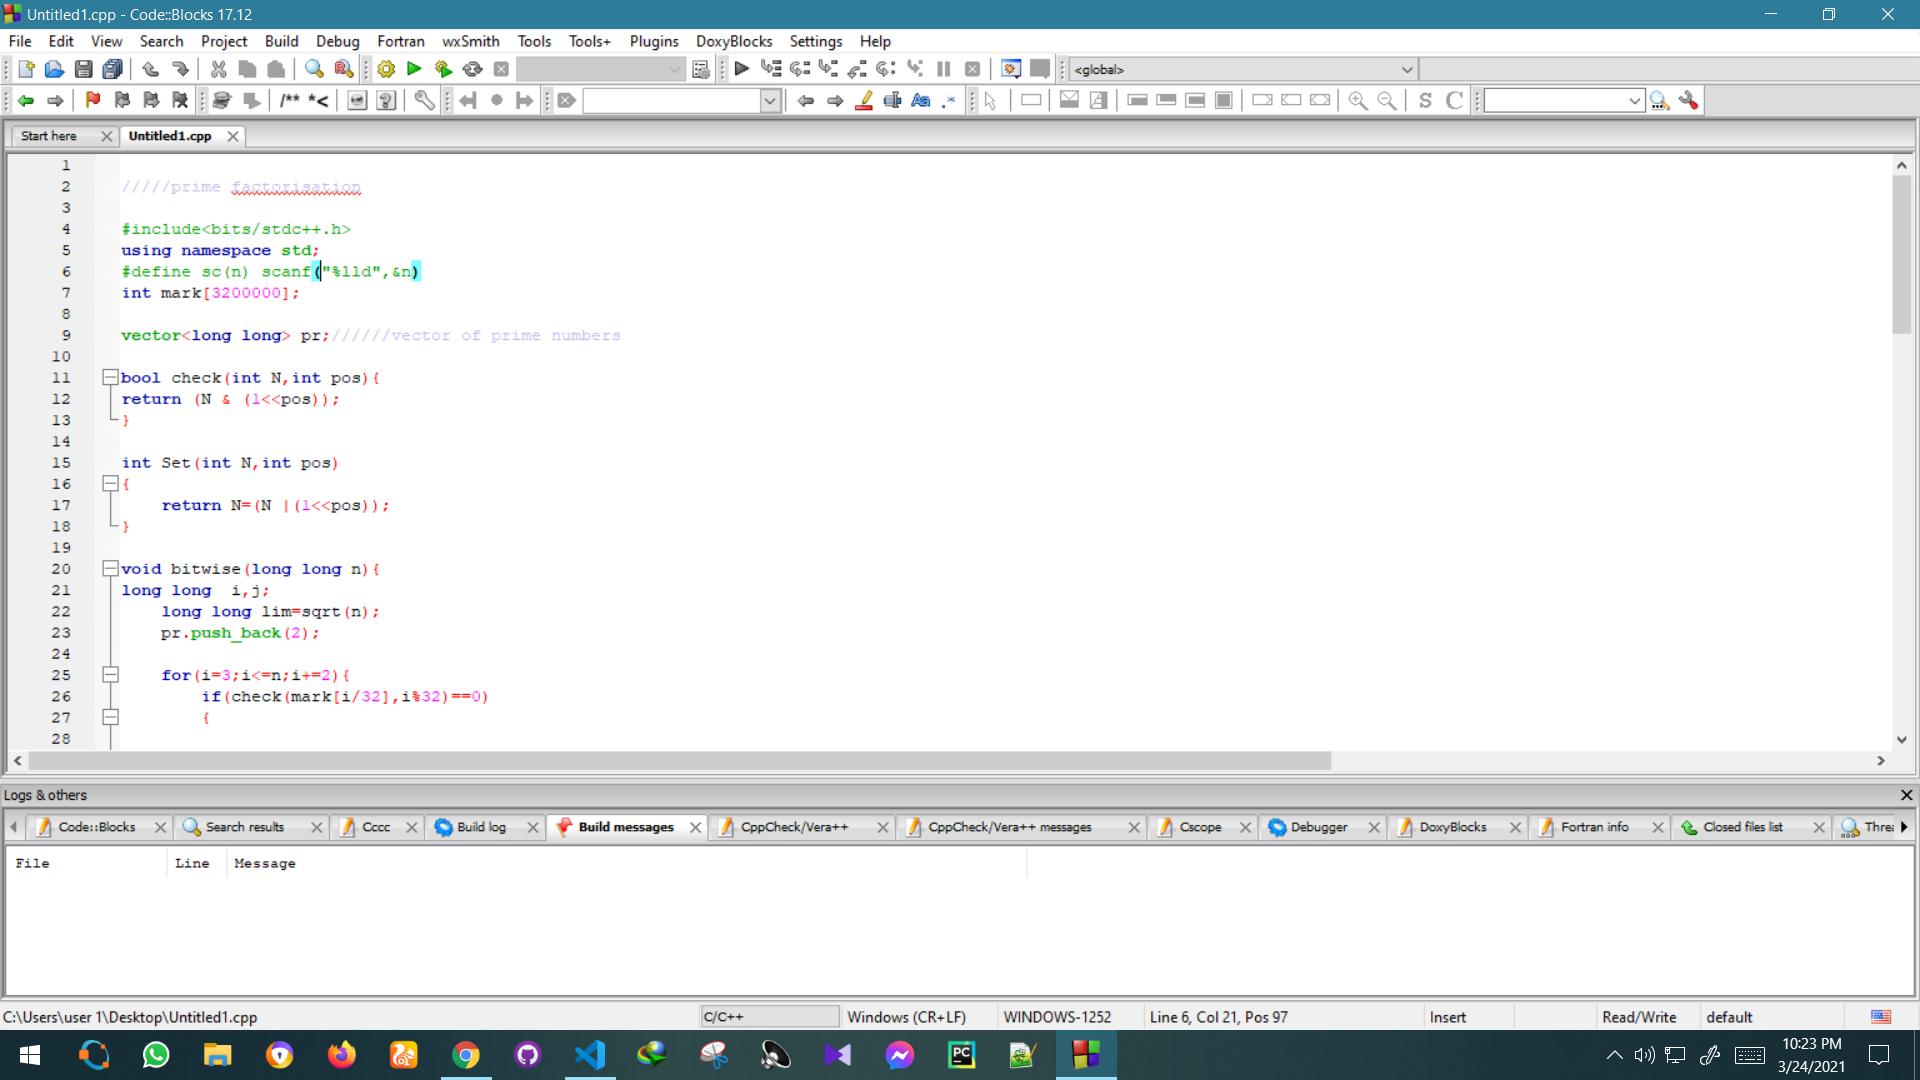 Untitled1.cpp - Code::Blocks 17.12
File Edit View Search Project Build Debug Fortran wxSmith Tools Tools+ Plugins DoxyBlocks Settings Help
<global>
/** *<
Aa .*
S C
Start here Untitled1.cpp
1
2 /////prime factorisation
3
4 #include<bits/stdc++.h>
5 using namespace std;
6 #define sc(n) scanf("%lld",&n)
7 int mark[3200000];
8
9 vector<long long> pr;//////vector of prime numbers
10
11 bool check(int N,int pos){
12 return (N & (1<<pos));
13 }
14
15 int Set(int N,int pos)
16 {
17 return N=(N |(1<<pos));
18 }
19
20 void bitwise(long long n){
21 long long i,j;
22 long long lim=sqrt(n);
23 pr.push_back(2);
24
25 for(i=3;i<=n;i+=2){
26 if(check(mark[i/32],i%32)==0)
27 {
28
Logs & others
Code::Blocks Search results Cccc Build log Build messages CppCheck/Vera++ CppCheck/Vera++ messages Cscope Debugger DoxyBlocks Fortran info Closed files list Threa
File Line Message
C:\Users\user 1\Desktop\Untitled1.cpp C/C++ Windows (CR+LF) WINDOWS-1252 Line 6, Col 21, Pos 97 Insert Read/Write default
PC
10:23 PM
3/24/2021